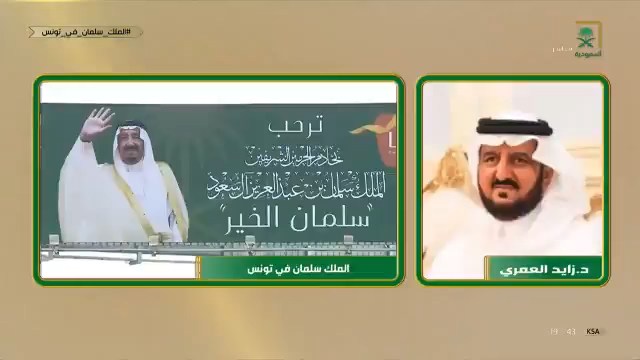 #الملك_سلمان_في_تونس
السعودية
مباشر
ترحب
بخادم الحرمين الشريفين
الملك سلمان بن عبدالعزيز آل سعود
"سلمان الخير"
الملك سلمان في تونس
د.زايد العمري
KSA